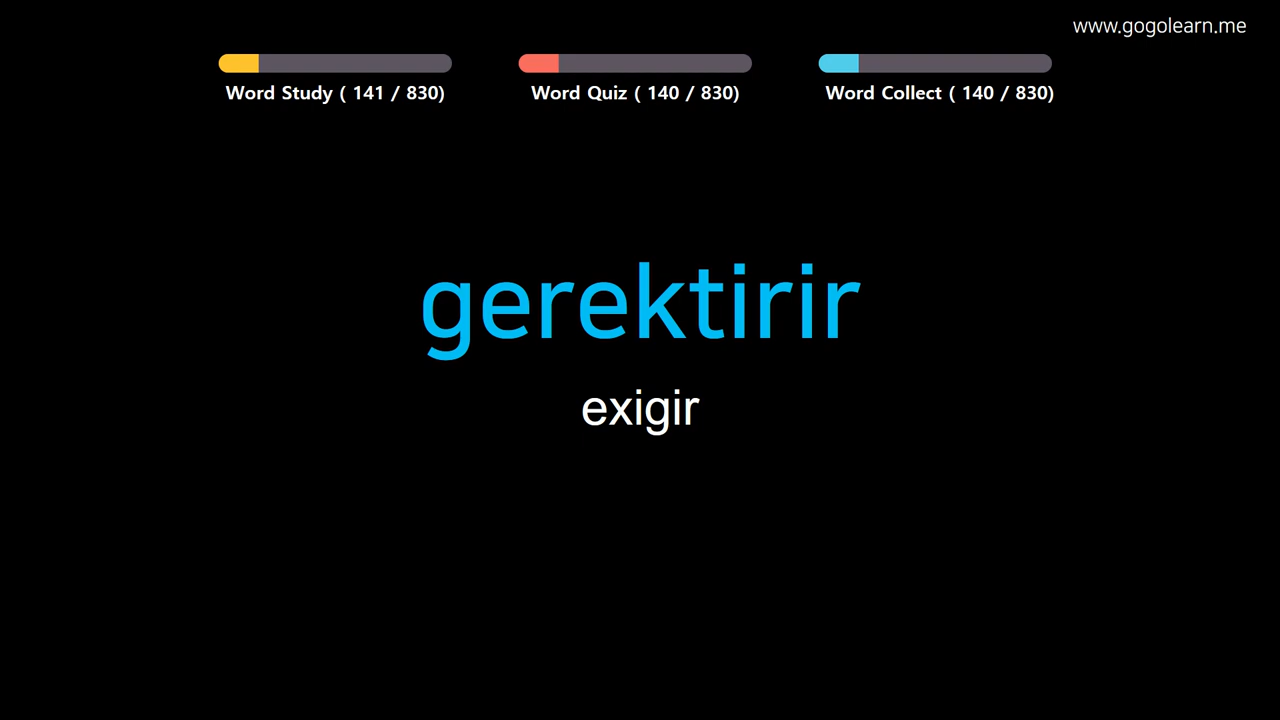 www.gogolearn.me
Word Study ( 141 / 830)
Word Quiz ( 140 / 830)
Word Collect ( 140 / 830)
gerektirir
exigir